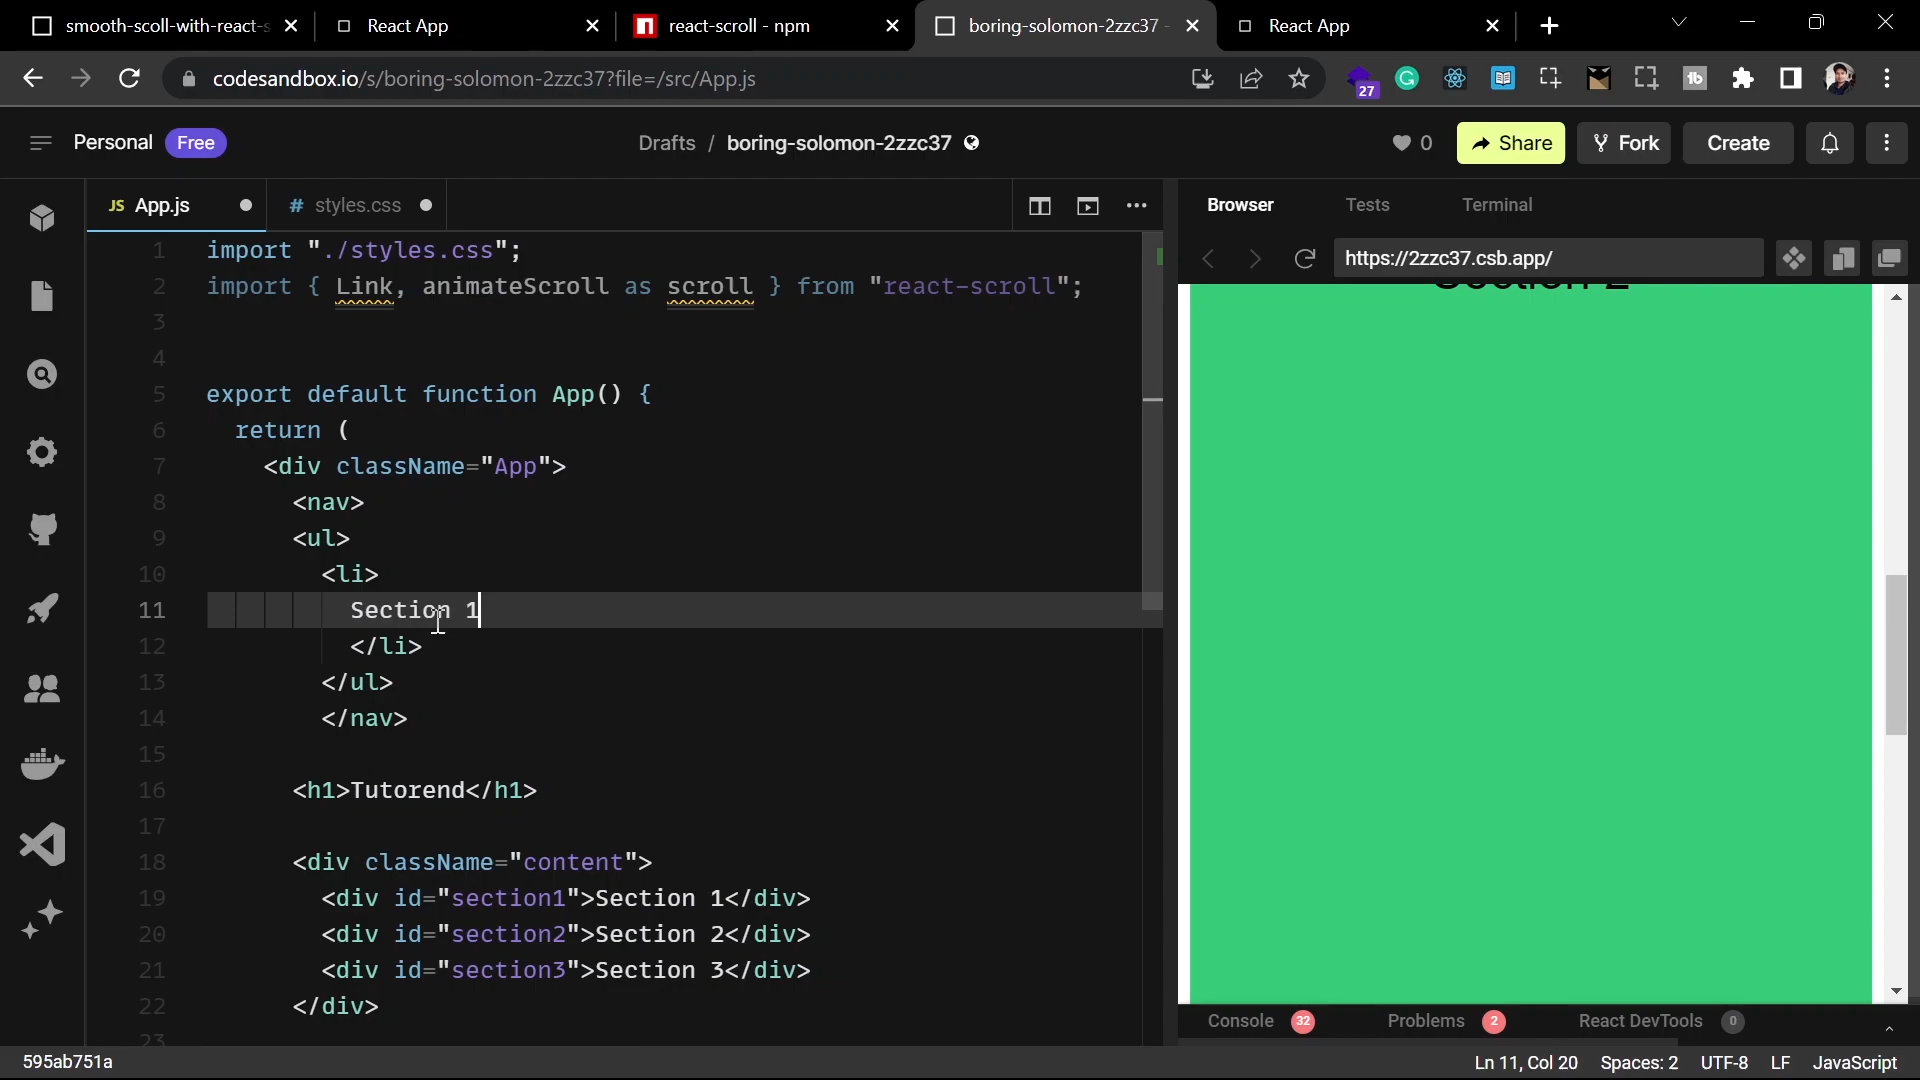 smooth-scoll-with-react-s
React App
react-scroll - npm
boring-solomon-2zzc37 -
React App
codesandbox.io/s/boring-solomon-2zzc37?file=/src/App.js
27
Personal Free
Drafts / boring-solomon-2zzc37
0
Share
Fork
Create
JS App.js
# styles.css
Browser
Tests
Terminal
https://2zzc37.csb.app/
1 import "./styles.css";
2 import { Link, animateScroll as scroll } from "react-scroll";
3
4
5 export default function App() {
6 return (
7 <div className="App">
8 <nav>
9 <ul>
10 <li>
11 Section 1
12 </li>
13 </ul>
14 </nav>
15
16 <h1>Tutorend</h1>
17
18 <div className="content">
19 <div id="section1">Section 1</div>
20 <div id="section2">Section 2</div>
21 <div id="section3">Section 3</div>
22 </div>
23
Section 2
Console 32
Problems 2
React DevTools 0
595ab751a
Ln 11, Col 20
Spaces: 2
UTF-8
LF
JavaScript